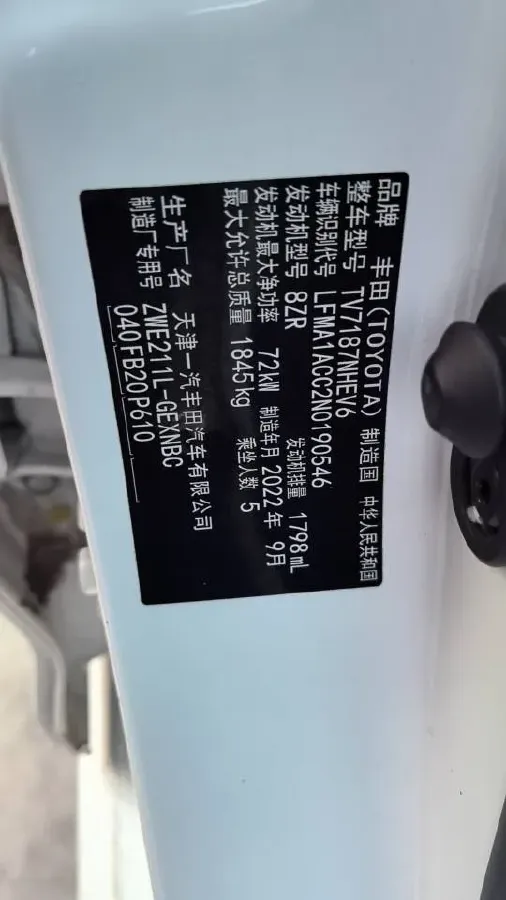 品牌 丰田(TOYOTA) 制造国 中华人民共和国
整车型号 TV7187NHEV6
车辆识别代号 LFMA1ACC2N0190546
发动机型号 8ZR 发动机排量 1798mL
发动机最大净功率 72kW 制造年月 2022年 9月
最大允许总质量 1845kg 乘坐人数 5
生产厂名 天津一汽丰田汽车有限公司
制造厂专用号 ZWE211L-GEXNBC
040FB20P610